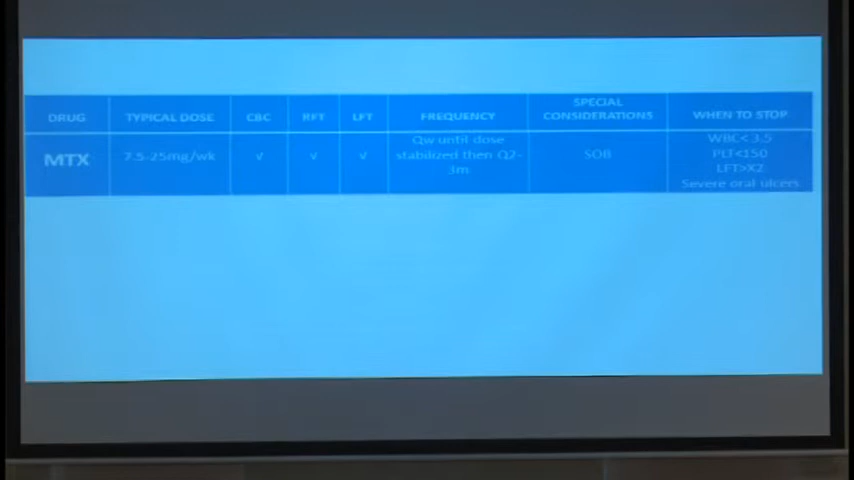 DRUG TYPICAL DOSE CBC RFT LFT FREQUENCY SPECIAL CONSIDERATIONS WHEN TO STOP
MTX 7.5-25mg/wk √ √ √ Qw until dose stabilized then Q2-3m SOB WBC< 3.5
PLT<150
LFT>X2
Severe oral ulcers